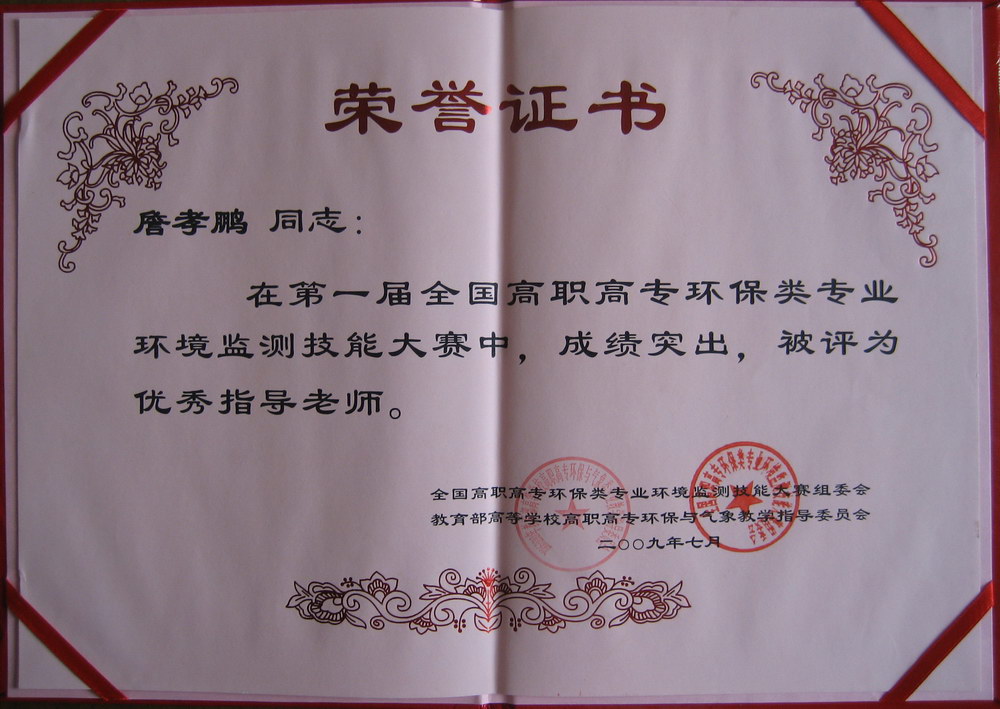 荣誉证书
詹孝鹏 同志：
在第一届全国高职高专环保类专业
环境监测技能大赛中，成绩突出，被评为
优秀指导老师。
全国高职高专环保类专业环境监测技能大赛组委会
教育部高等学校高职高专环保与气象教学指导委员会
二〇〇九年七月